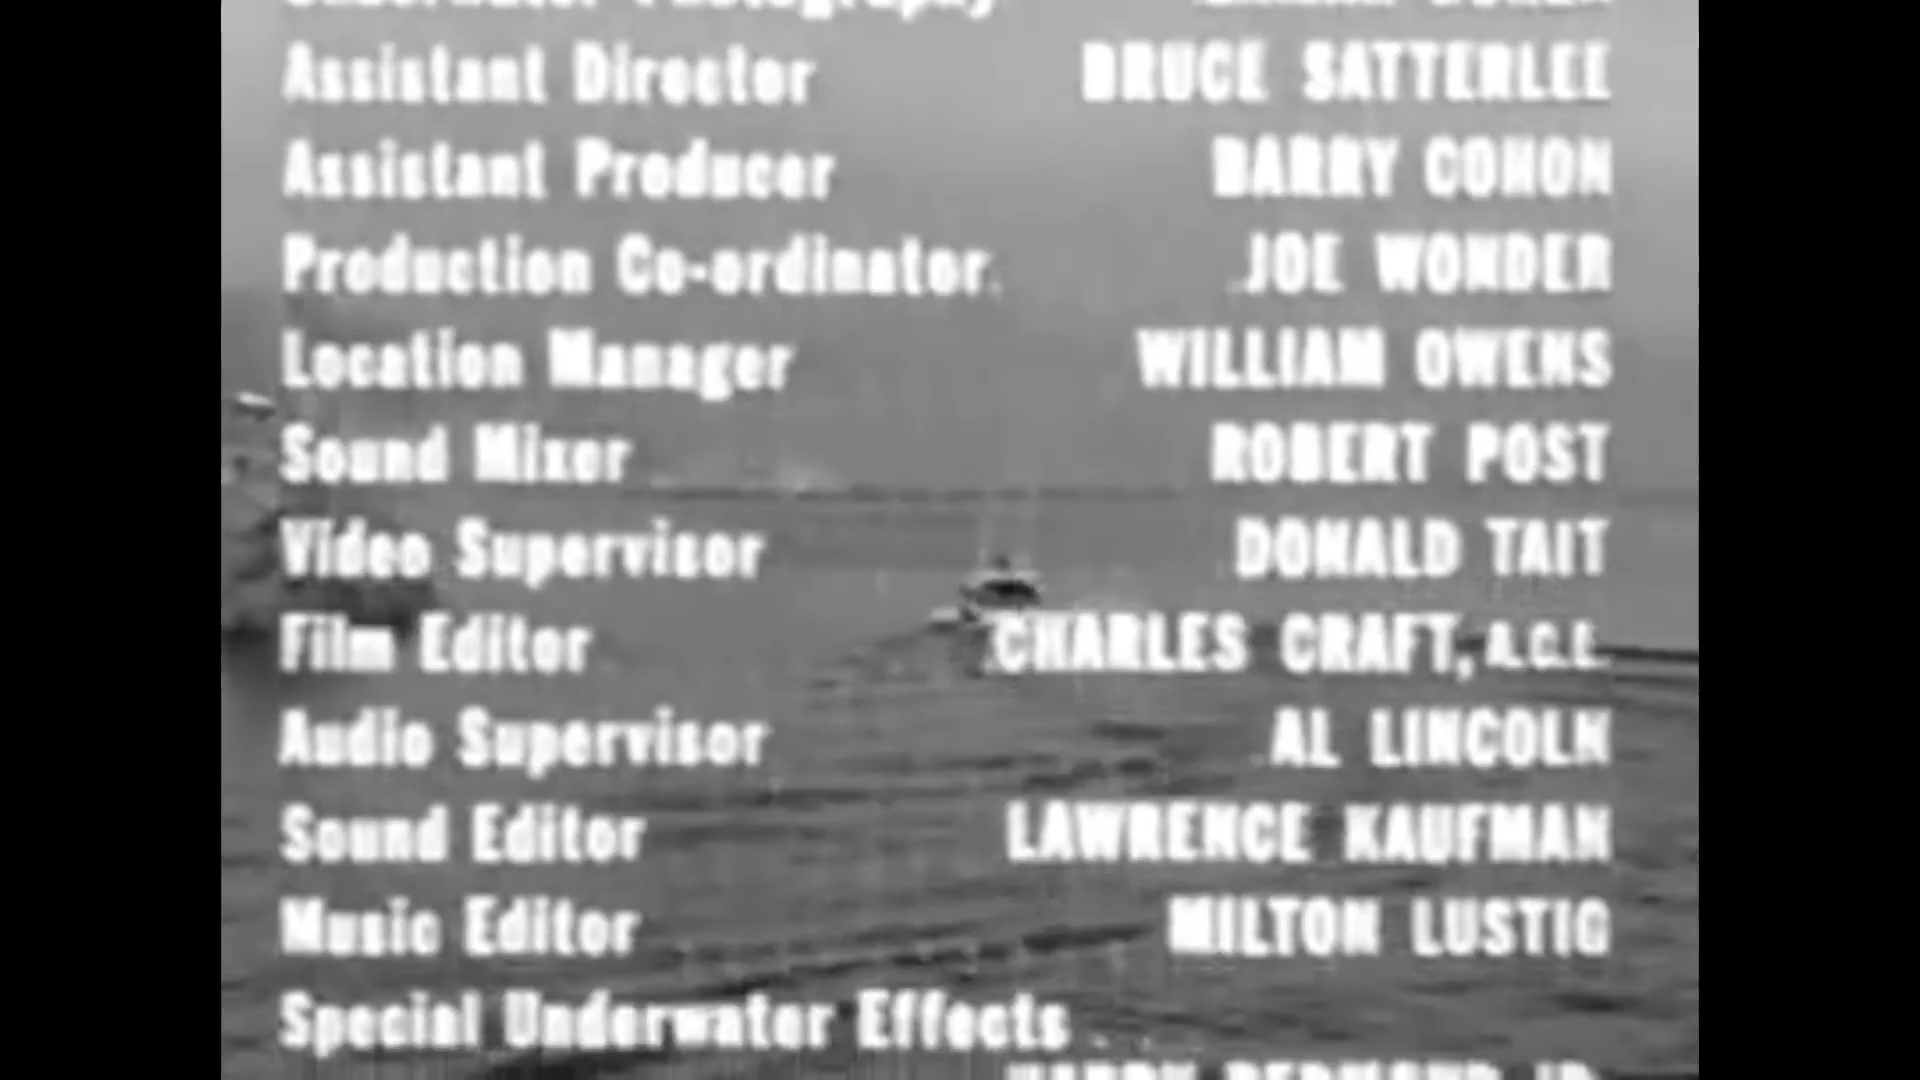 Underwater Photography
Assistant Director BRUCE SATTERLEE
Assistant Producer BARRY COHON
Production Co-ordinator JOE WONDER
Location Manager WILLIAM OWENS
Sound Mixer ROBERT POST
Video Supervisor DONALD TAIT
Film Editor CHARLES CRAFT, A.C.E.
Audio Supervisor AL LINCOLN
Sound Editor LAWRENCE KAUFMAN
Music Editor MILTON LUSTIG
Special Underwater Effects